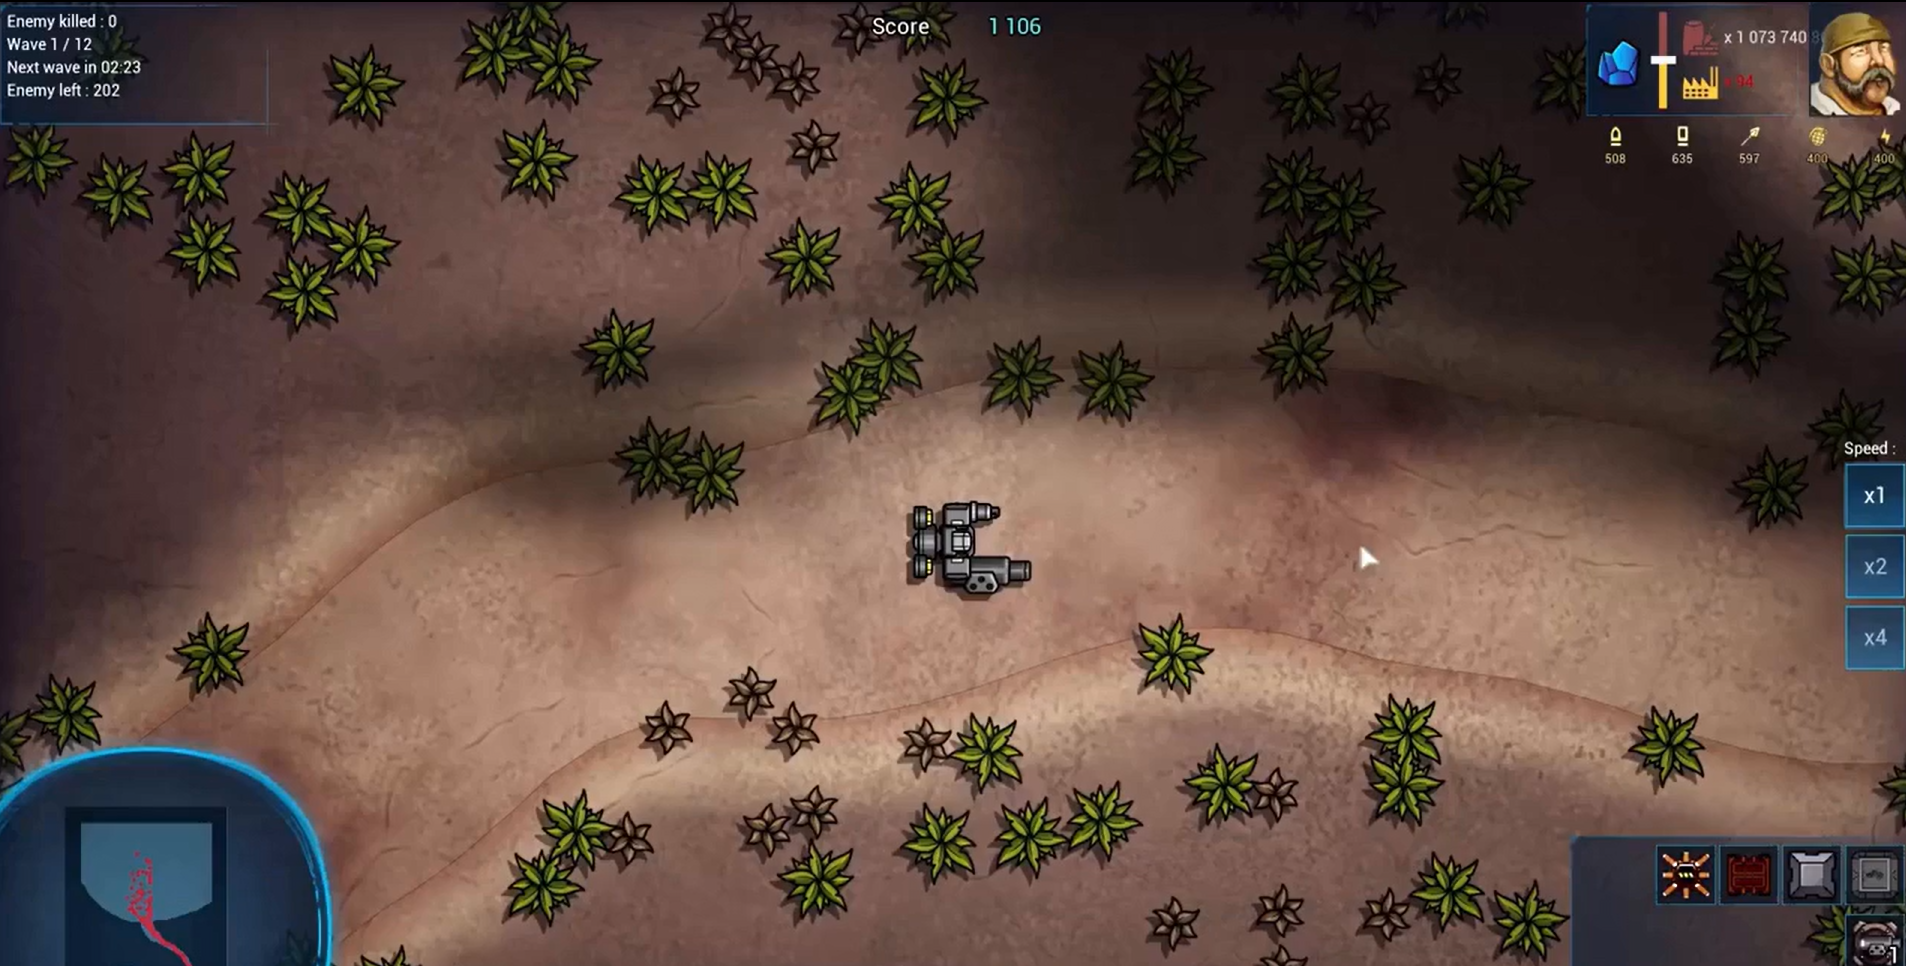 Enemy killed : 0
Wave 1 / 12
Next wave in 02:23
Enemy left : 202
Score 1 106
x 1 073 740
508 635 597 400 400
Speed :
x1
x2
x4
1